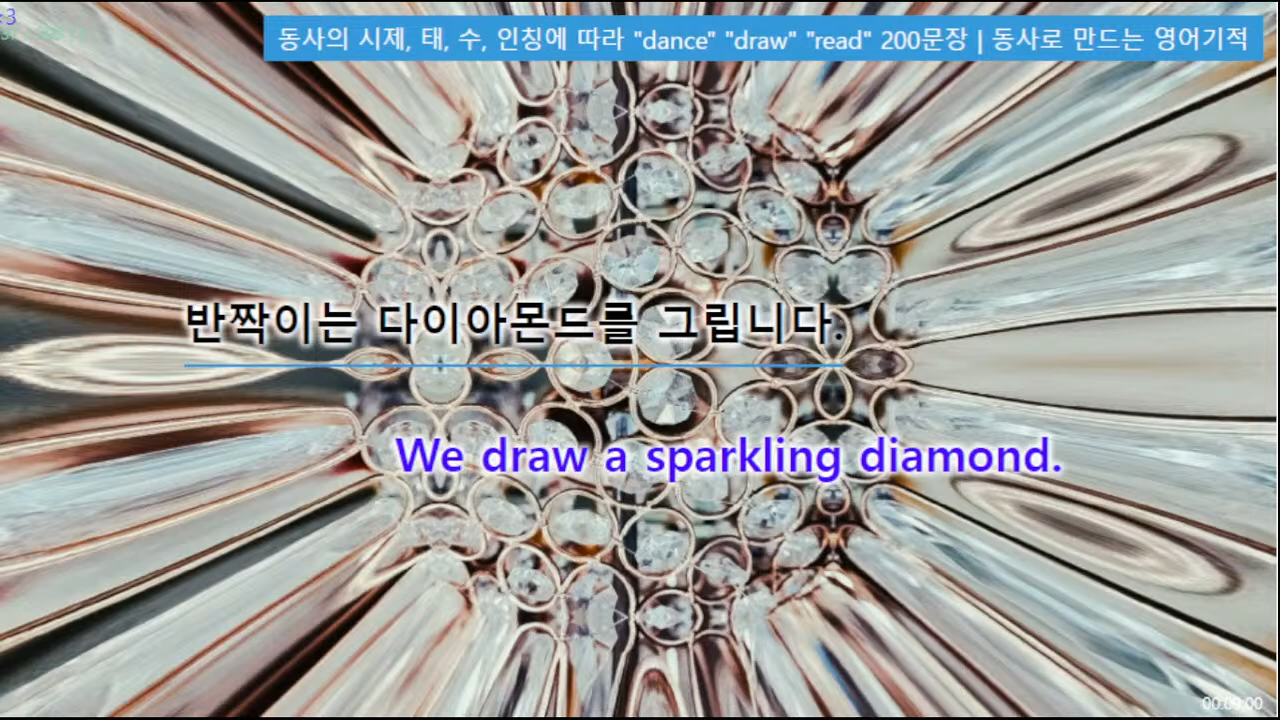 :3
동사의 시제, 태, 수, 인칭에 따라 "dance" "draw" "read" 200문장 | 동사로 만드는 영어기적
반짝이는 다이아몬드를 그립니다.
We draw a sparkling diamond.
00:09:00